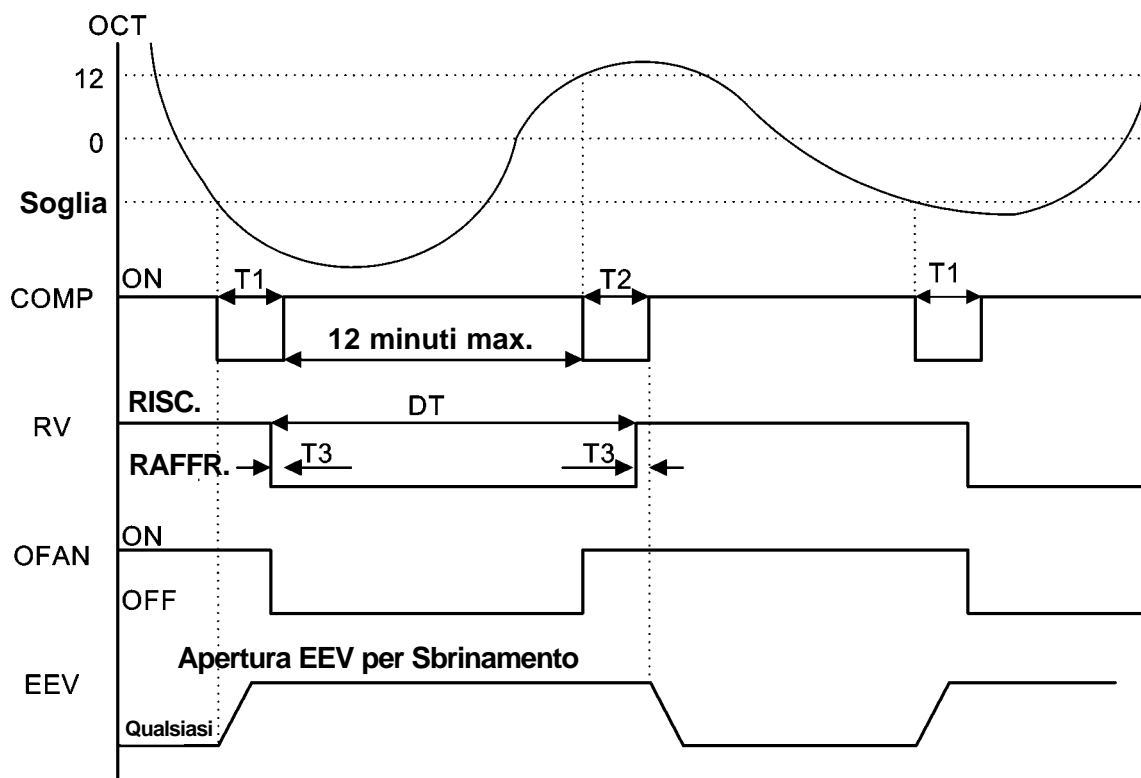 OCT
12
0
Soglia
ON
T1
T2
T1
COMP
12 minuti max.
RISC.
DT
RV
RAFFR.
T3
T3
ON
OFAN
OFF
Apertura EEV per Sbrinamento
EEV
Qualsiasi